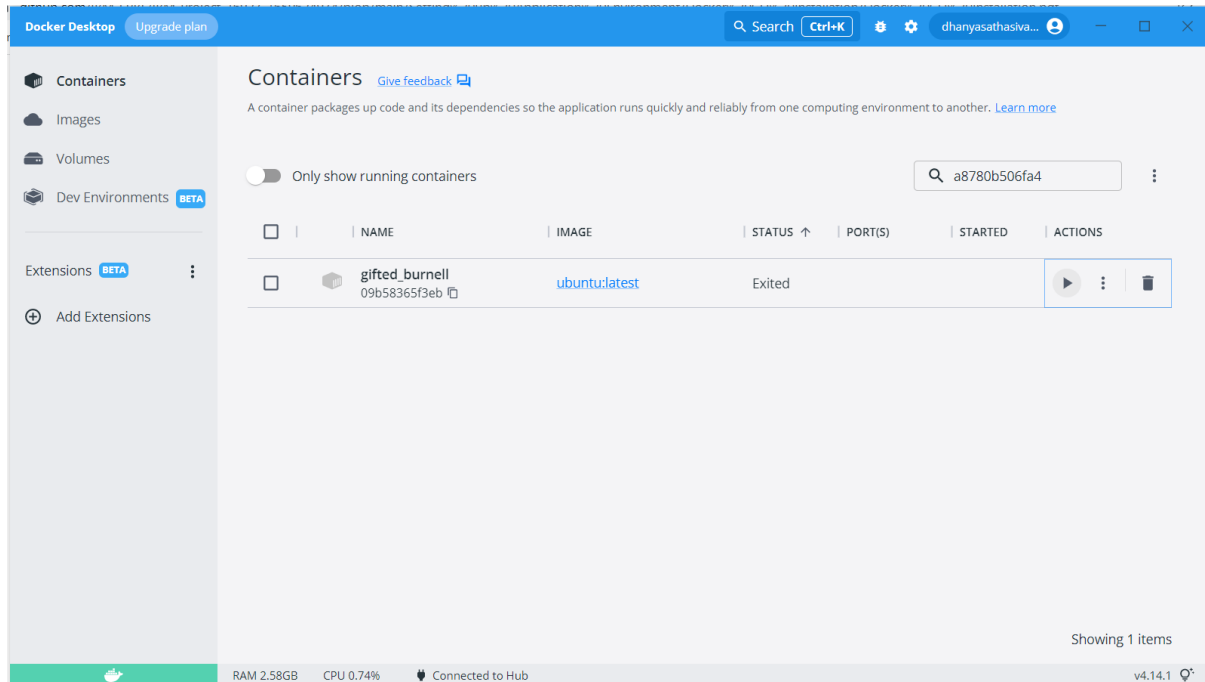 Docker Desktop Upgrade plan Search Ctrl+K dhanyasathasiva...
Containers
Images
Volumes
Dev Environments BETA
Extensions BETA
Add Extensions
Containers Give feedback
A container packages up code and its dependencies so the application runs quickly and reliably from one computing environment to another. Learn more
Only show running containers a8780b506fa4
NAME IMAGE STATUS PORT(S) STARTED ACTIONS
gifted_burnell ubuntu:latest Exited
09b58365f3eb
Showing 1 items
RAM 2.58GB CPU 0.74% Connected to Hub v4.14.1